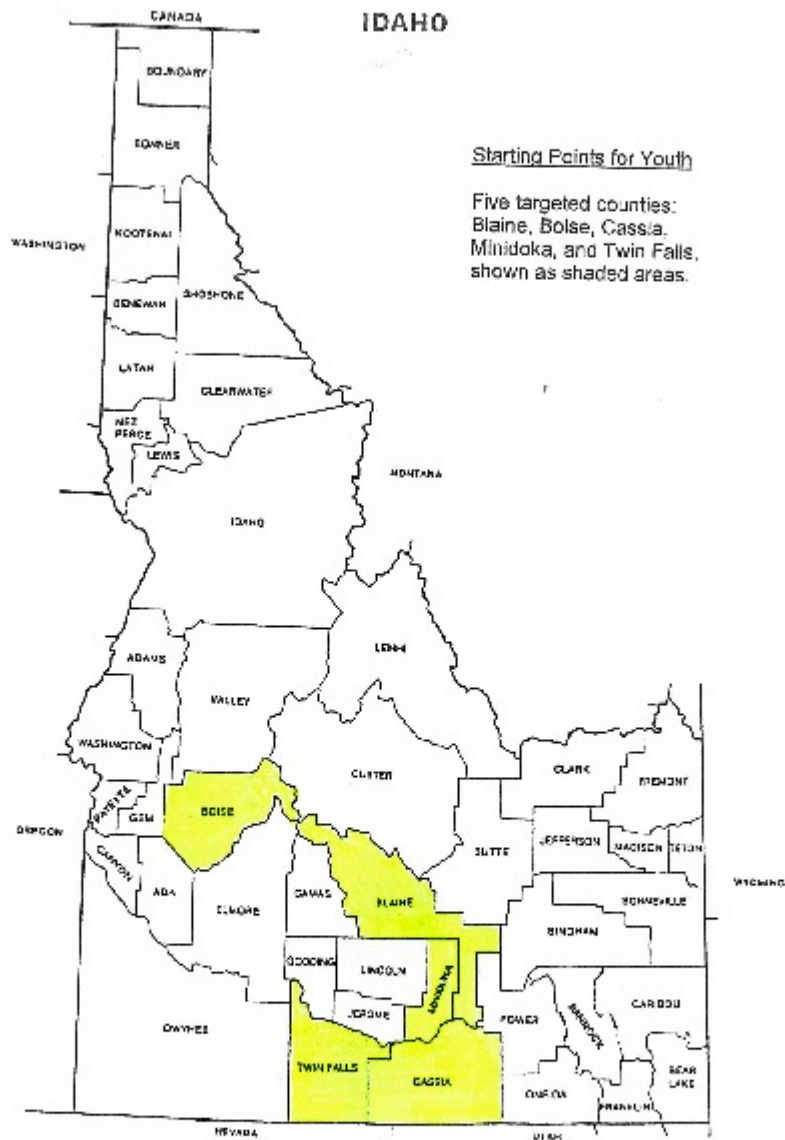 CANADA
IDAHO
BOUNDARY
BONNER
Starting Points for Youth
Five targeted counties:
Blaine, Boise, Cassia,
Minidoka, and Twin Falls,
shown as shaded areas.
WASHINGTON
KOOTENAI
BENEWAH
SHOSHONE
LATAH
CLEARWATER
NEZ
PERCE
LEWIS
MONTANA
IDAHO
ADAMS
LEMHI
VALLEY
WASHINGTON
CUSTER
CLARK
FREMONT
PAYETTE
GEM
BOISE
OREGON
BUTTE
JEFFERSON
MADISON
TETON
CANYON
ADA
ELMORE
CAMAS
BLAINE
WYOMING
BONNEVILLE
BINGHAM
GOODING
LINCOLN
MINIDOKA
JEROME
POWER
BANNOCK
CARIBOU
OWYHEE
TWIN FALLS
CASSIA
ONEIDA
FRANKLIN
BEAR
LAKE
NEVADA
UTAH